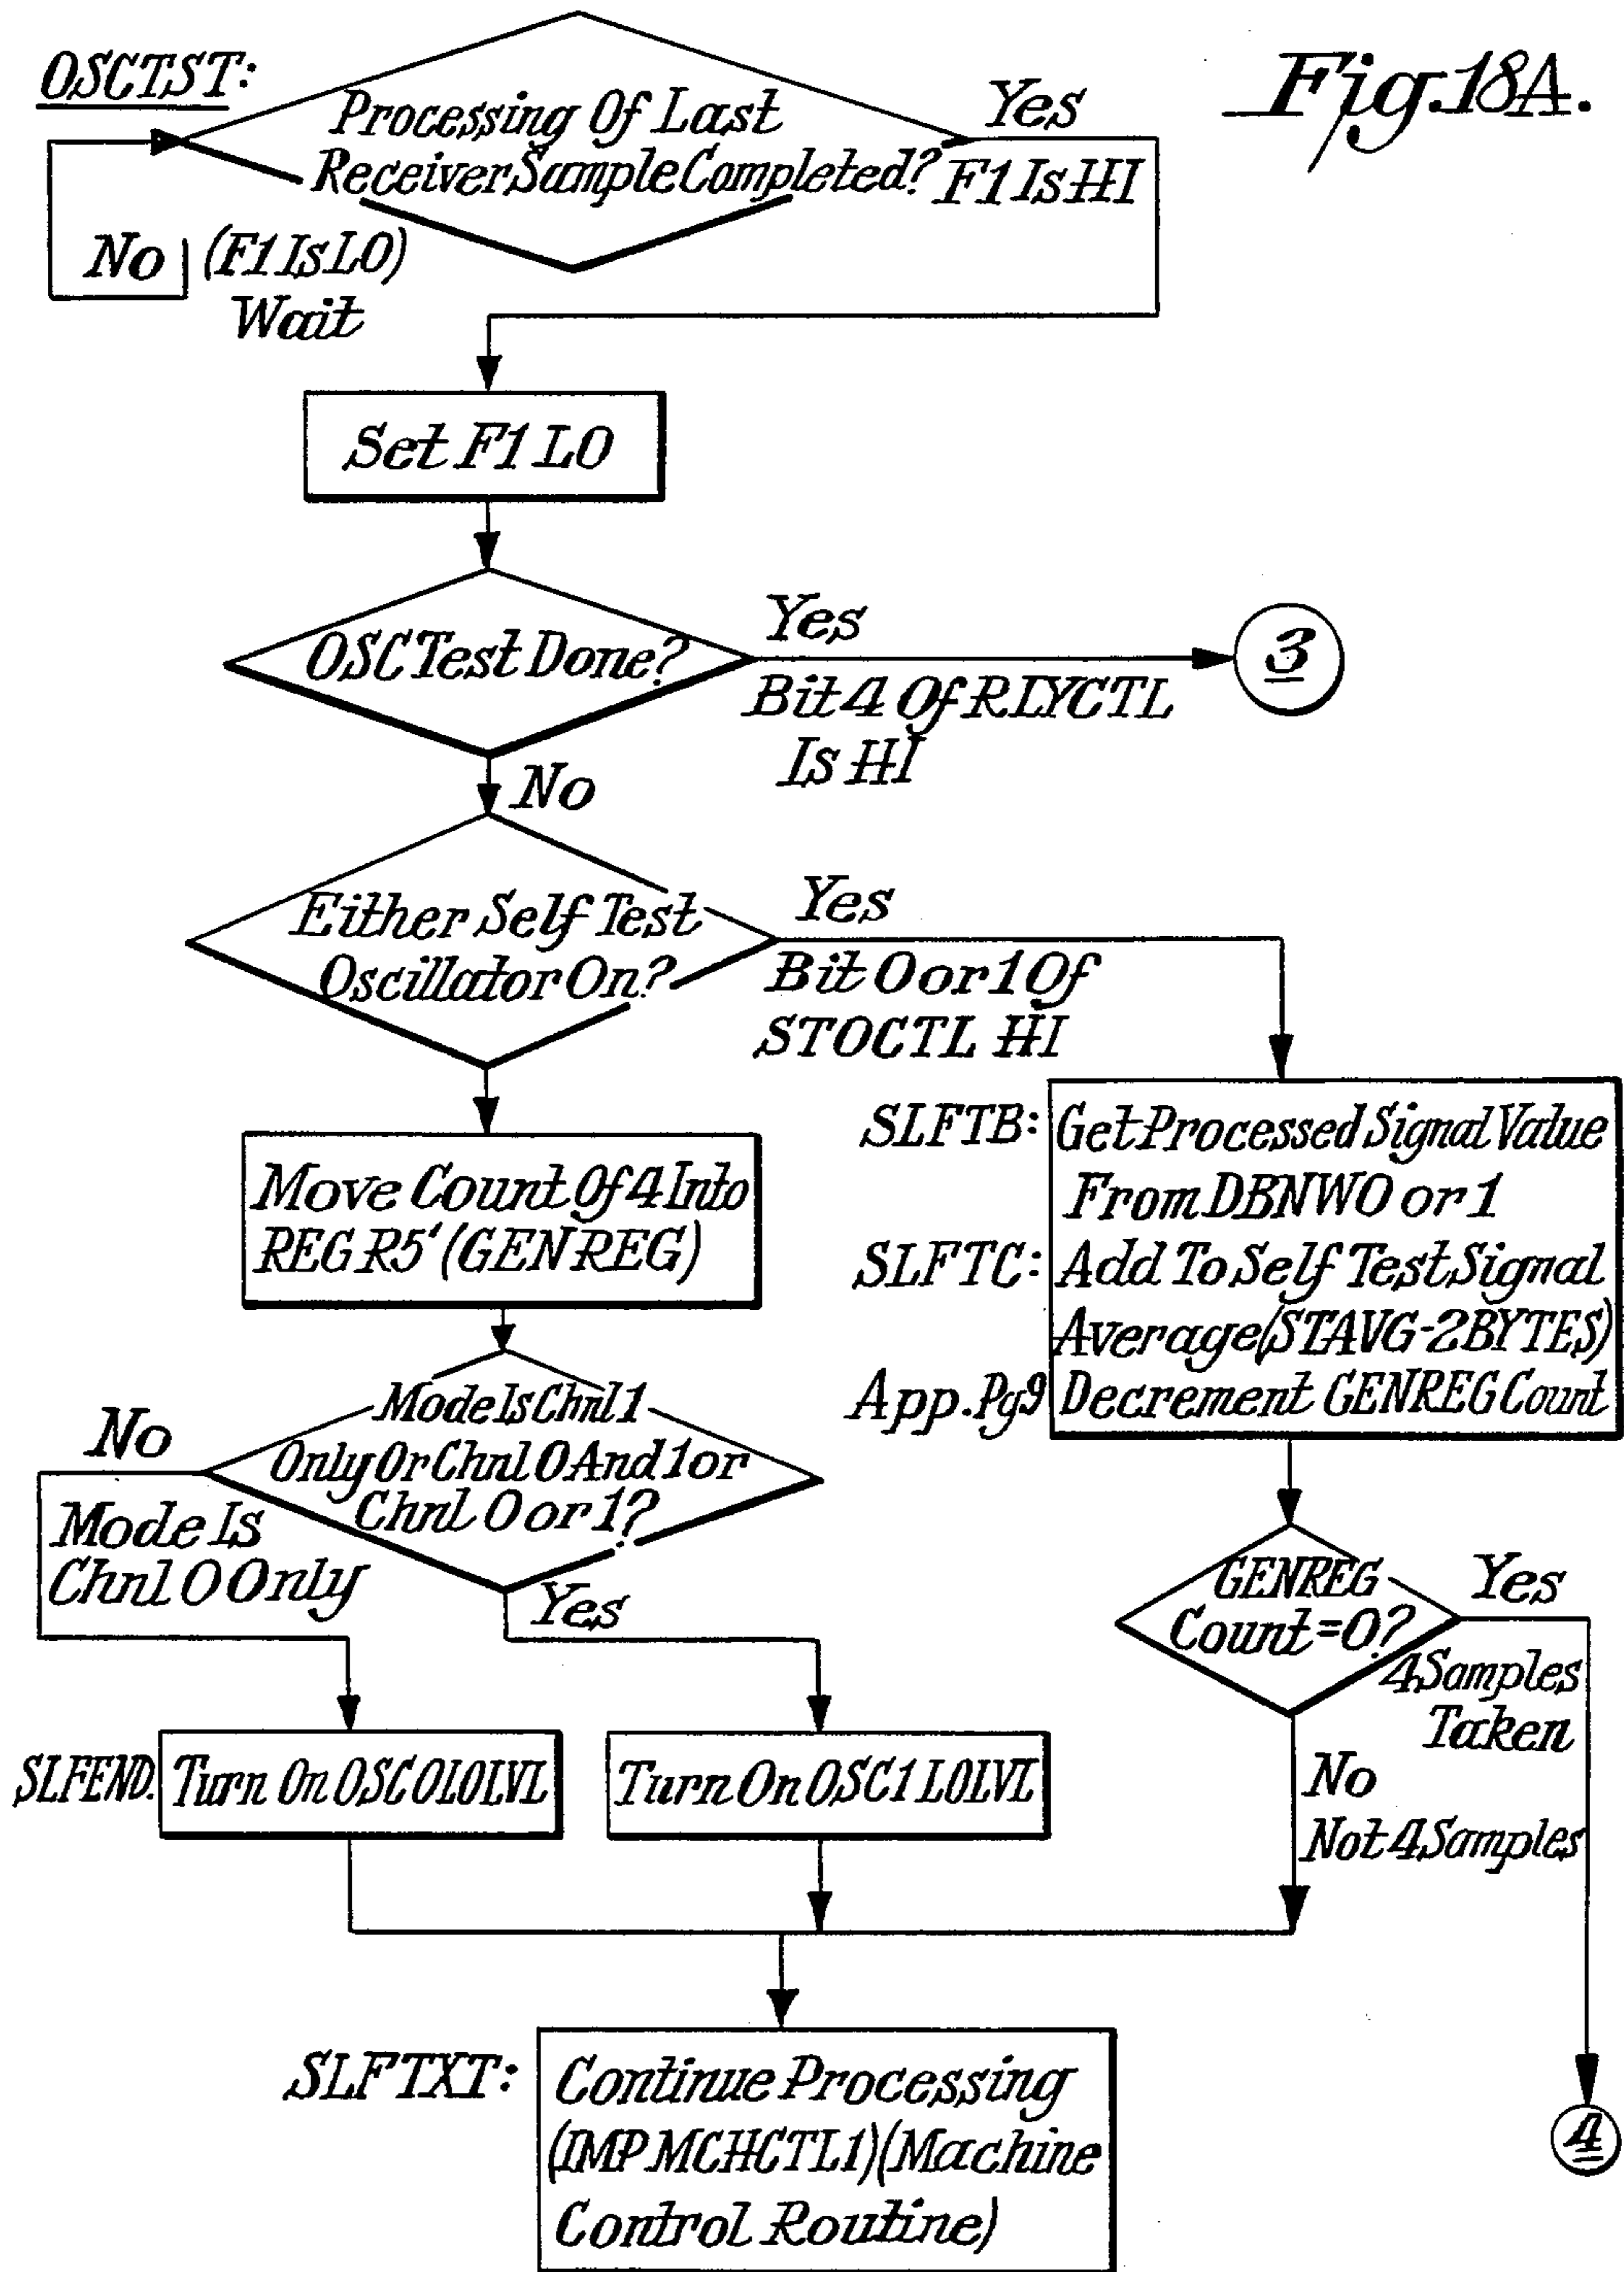 Fig. 18A.
OSCTST:
Processing Of Last
Receiver Sample Completed?
Yes
F1 Is HI
No
(F1 Is LO)
Wait
Set F1 LO
OSC Test Done?
Yes
Bit 4 Of RLYCTL
Is HI
3
No
Either Self Test
Oscillator On?
Yes
Bit 0 or 1 Of
STOCTL HI
Move Count Of 4 Into
REG R5' (GENREG)
SLFTB: Get Processed Signal Value
From DBNW0 or 1
SLFTC: Add To Self Test Signal
Average (STAVG-2BYTES)
App. Pg 9 Decrement GENREG Count
Mode Is Chnl 1
Only Or Chnl 0 And 1 or
Chnl 0 or 1?
No
Mode Is
Chnl 0 Only
Yes
GENREG
Count=0?
Yes
4 Samples
Taken
No
Not 4 Samples
SLFEND. Turn On OSC0LOLVL
Turn On OSC1 LOLVL
SLFTXT: Continue Processing
(IMP MCHCTL1) (Machine
Control Routine)
4